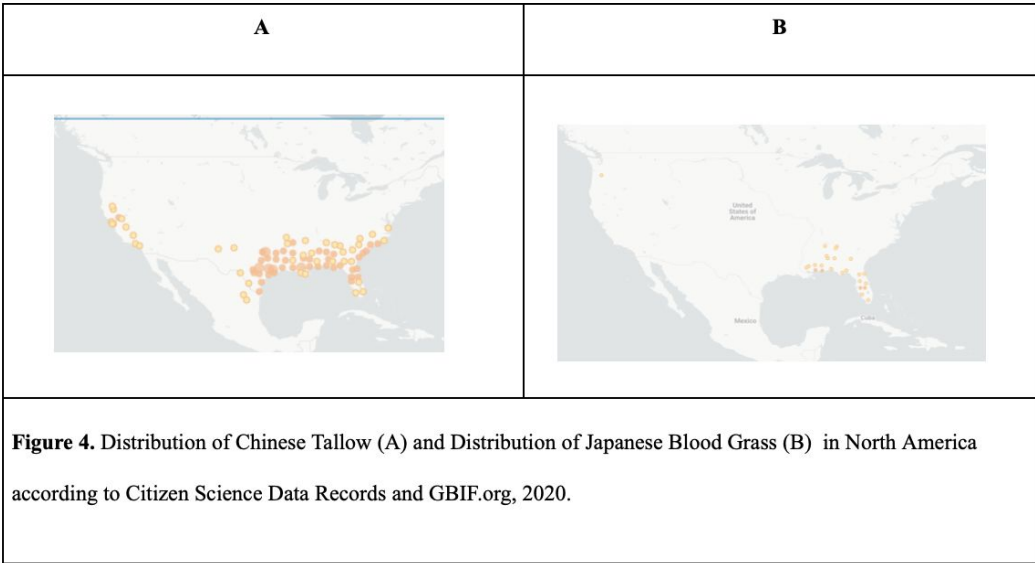 A
B
United
States of
America
Mexico
Cuba
Figure 4. Distribution of Chinese Tallow (A) and Distribution of Japanese Blood Grass (B)  in North America
according to Citizen Science Data Records and GBIF.org, 2020.